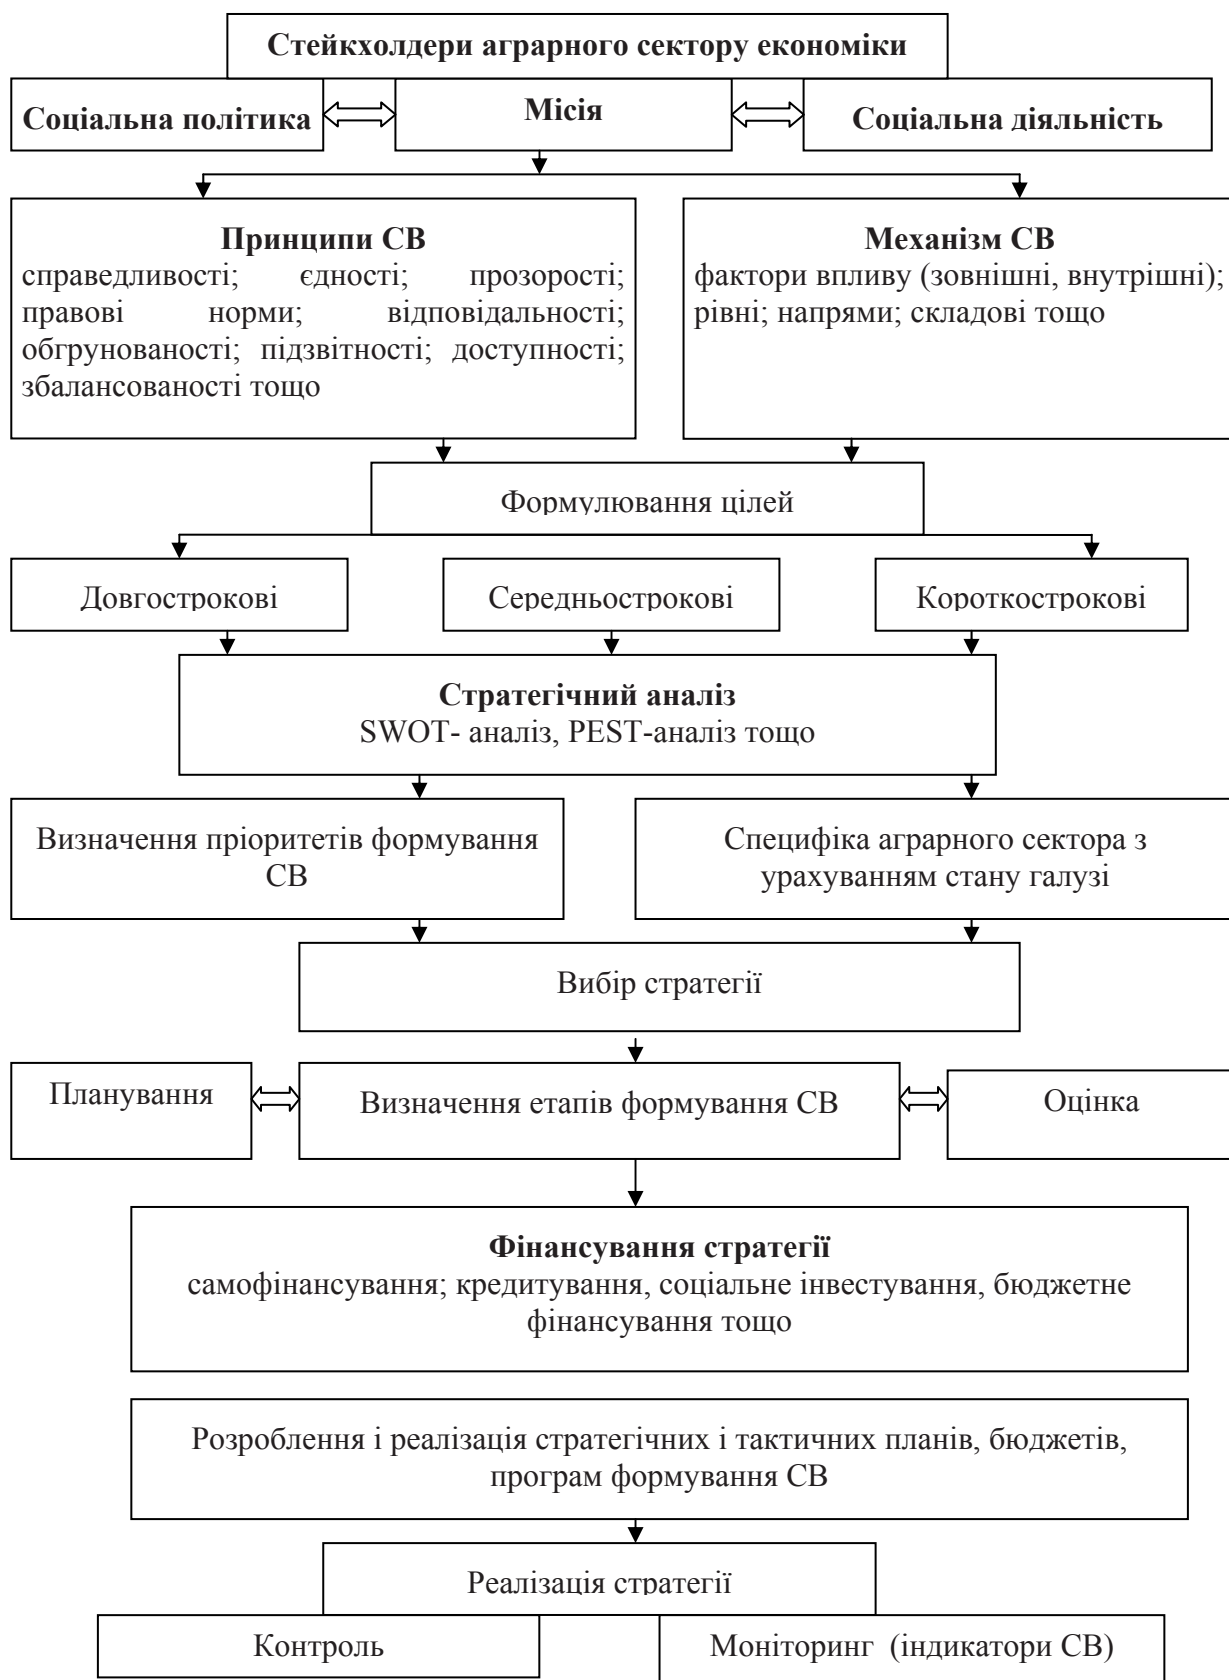 Стейкхолдери аграрного сектору економіки
Соціальна політика
Місія
Соціальна діяльність
Принципи СВ
справедливості; єдності; прозорості;
правові норми; відповідальності;
обгрунованості; підзвітності; доступності;
збалансованості тощо
Механізм СВ
фактори впливу (зовнішні, внутрішні);
рівні; напрями; складові тощо
Формулювання цілей
Довгострокові
Середньострокові
Короткострокові
Стратегічний аналіз
SWOT- аналіз, PEST-аналіз тощо
Визначення пріоритетів формування
СВ
Специфіка аграрного сектора з
урахуванням стану галузі
Вибір стратегії
Планування
Визначення етапів формування СВ
Оцінка
Фінансування стратегії
самофінансування; кредитування, соціальне інвестування, бюджетне
фінансування тощо
Розроблення і реалізація стратегічних і тактичних планів, бюджетів,
програм формування СВ
Реалізація стратегії
Контроль
Моніторинг (індикатори СВ)